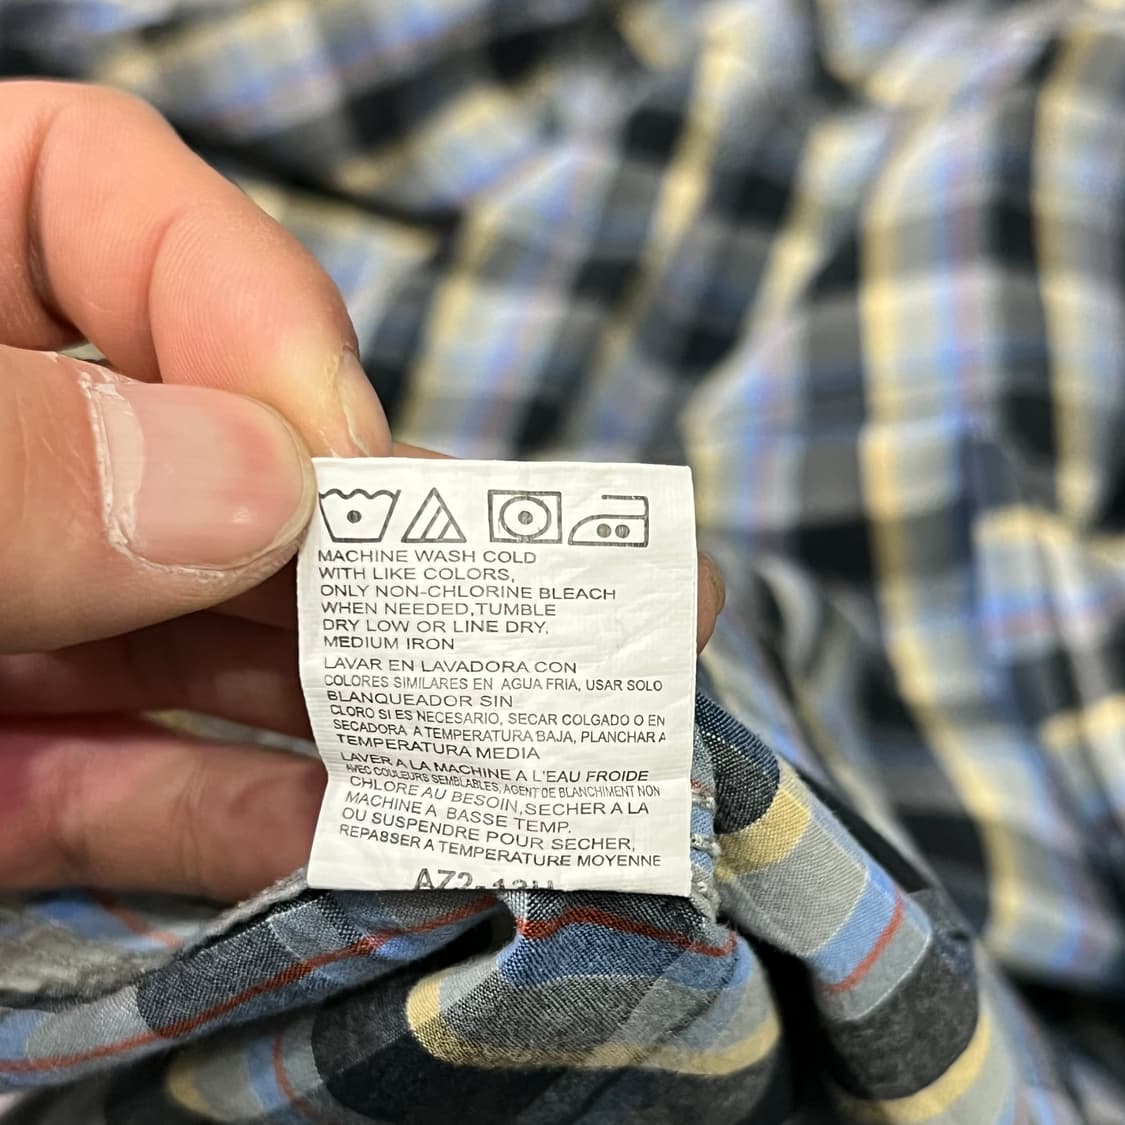 MACHINE WASH COLD
WITH LIKE COLORS,
ONLY NON-CHLORINE BLEACH
WHEN NEEDED,TUMBLE
DRY LOW OR LINE DRY,
MEDIUM IRON
LAVAR EN LAVADORA CON
COLORES SIMILARES EN AGUA FRIA, USAR SOLO
BLANQUEADOR SIN
CLORO SI ES NECESARIO, SECAR COLGADO O EN
SECADORA A TEMPERATURA BAJA, PLANCHAR A
TEMPERATURA MEDIA
LAVER A LA MACHINE A L'EAU FROIDE
AVEC COULEURS SEMBLABLES, AGENT DE BLANCHIMENT NON
CHLORE AU BESOIN,SECHER A LA
MACHINE A BASSE TEMP.
OU SUSPENDRE POUR SECHER,
REPASSER A TEMPERATURE MOYENNE